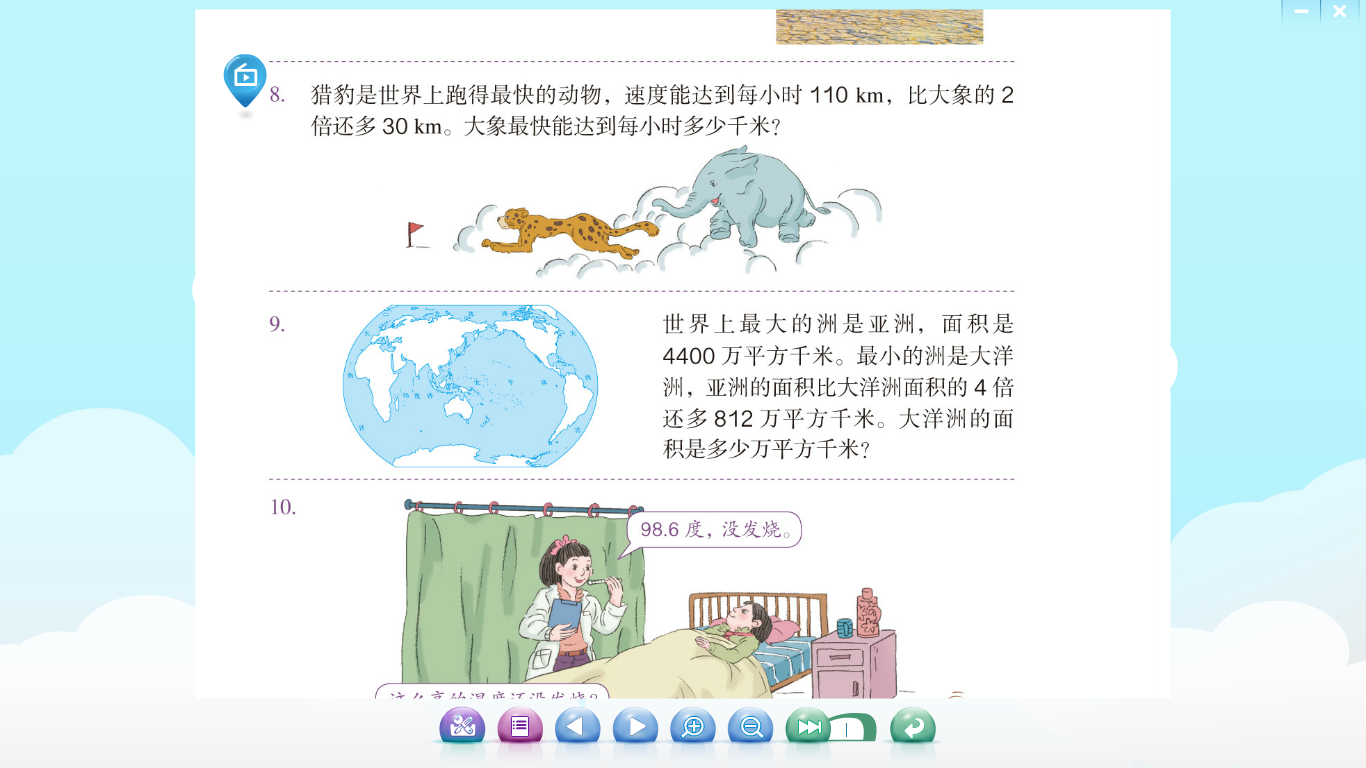 8. 猎豹是世界上跑得最快的动物，速度能达到每小时 110 km，比大象的 2
倍还多 30 km。大象最快能达到每小时多少千米？
9. 世界上最大的洲是亚洲，面积是
4400 万平方千米。最小的洲是大洋
洲，亚洲的面积比大洋洲面积的 4 倍
还多 812 万平方千米。大洋洲的面
积是多少万平方千米？
10.
98.6 度，没发烧。